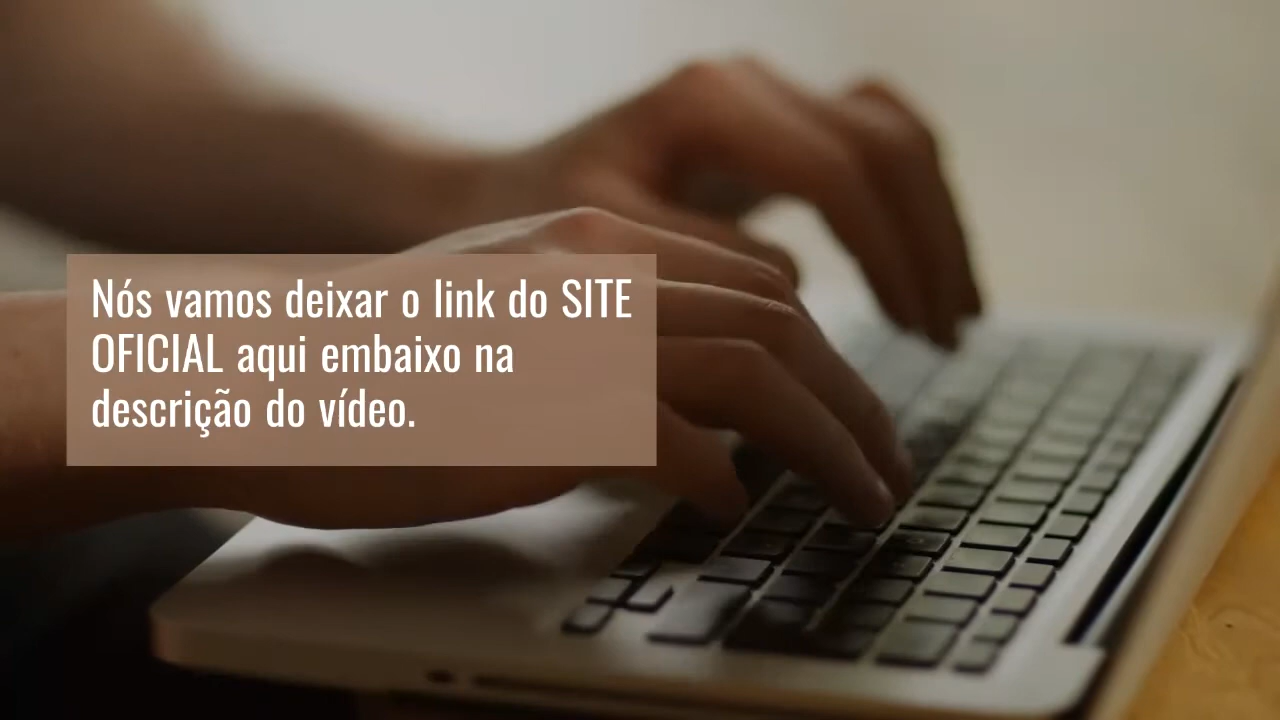 Nós vamos deixar o link do SITE
OFICIAL aqui embaixo na
descrição do vídeo.